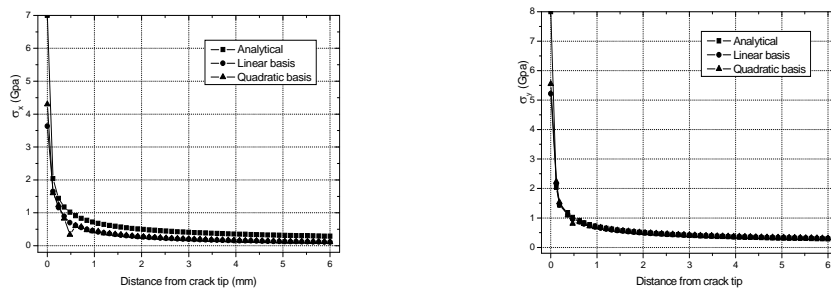 7
6
5
4
3
2
1
0
σx (Gpa)
Analytical
Linear basis
Quadratic basis
0 1 2 3 4 5 6
Distance from crack tip (mm)
8
7
6
5
4
3
2
1
0
σy (Gpa)
Analytical
Linear basis
Quadratic basis
0 1 2 3 4 5 6
Distance from crack tip